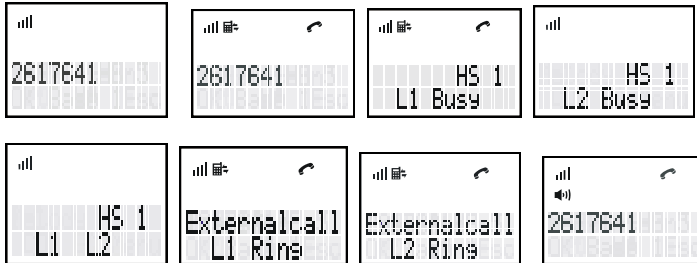 2617641
2617641
HS 1
L1 Busy
HS 1
L2 Busy
HS 1
L1 L2
Externalcall
L1 Ring
Externalcall
L2 Ring
2617641